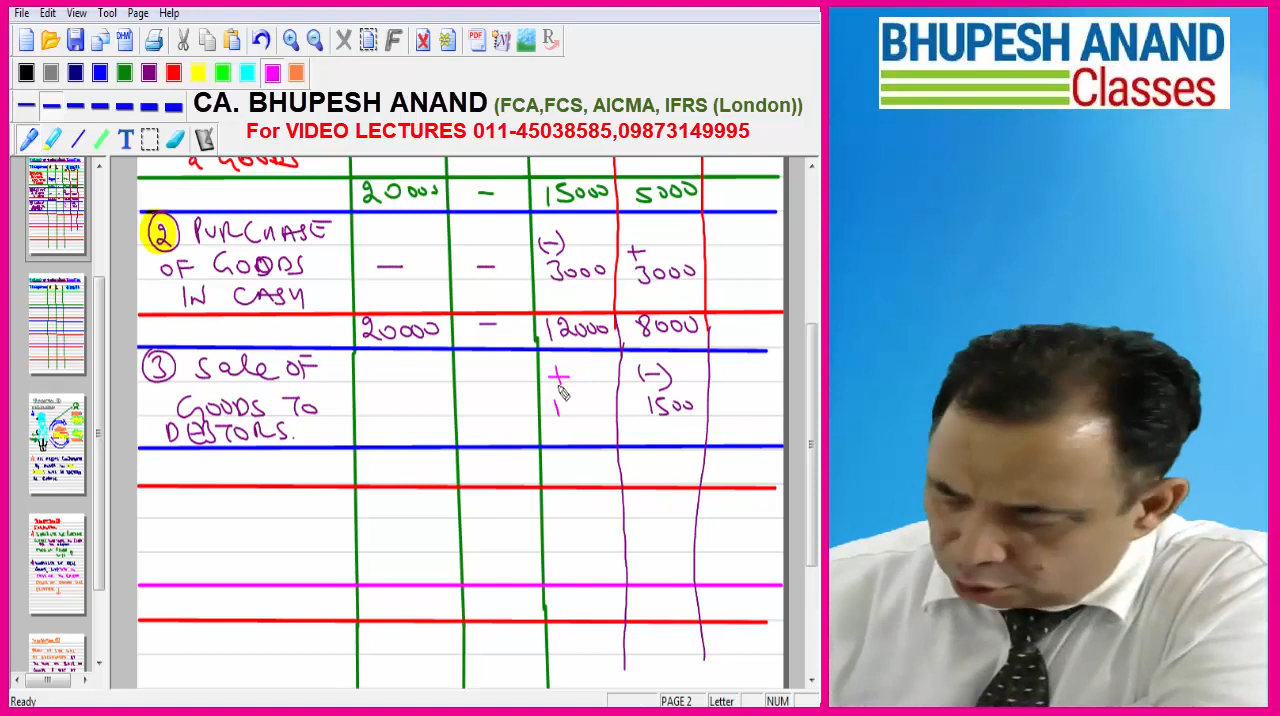 File Edit View Tool Page Help
BHUPESH ANAND
Classes
CA. BHUPESH ANAND (FCA,FCS, AICMA, IFRS (London))
For VIDEO LECTURES 011-45038585,09873149995
GOODS
20000 - 15000 5000
2 PURCHASE
OF GOODS
IN CASH
— - (-) 3000 + 3000
20000 - 12000 8000
3 Sale OF
GOODS TO
DEBTORS.
+ (-)
1 1500
Ready PAGE 2 Letter NUM